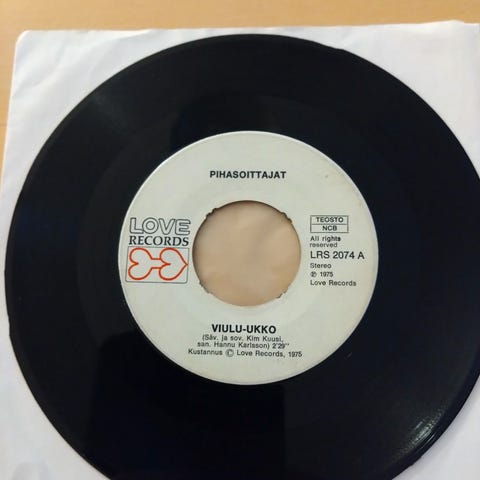 PIHASOITTAJAT
LOVE
RECORDS
TEOSTO
NCB
All rights
reserved
LRS 2074 A
Stereo
℗ 1975
Love Records
VIULU-UKKO
(Säv. ja sov. Kim Kuusi,
san. Hannu Karlsson) 2'29"
Kustannus © Love Records, 1975